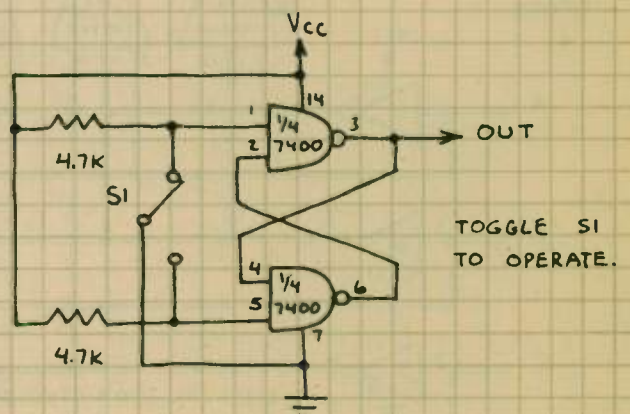 Vcc
14
1
1/4
7400
2
3
OUT
4.7K
S1
TOGGLE S1
TO OPERATE.
4
1/4
7400
5
6
7
4.7K